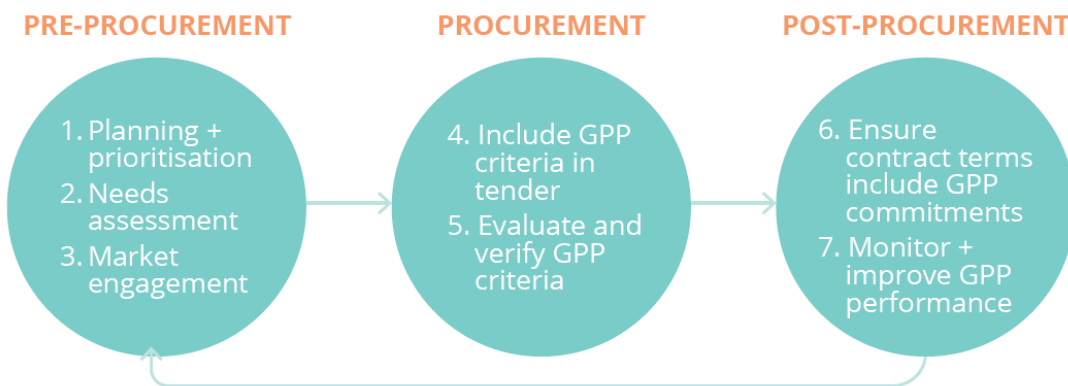 PRE-PROCUREMENT
1. Planning +
prioritisation
2. Needs
assessment
3. Market
engagement
PROCUREMENT
4. Include GPP
criteria in
tender
5. Evaluate and
verify GPP
criteria
POST-PROCUREMENT
6. Ensure
contract terms
include GPP
commitments
7. Monitor +
improve GPP
performance